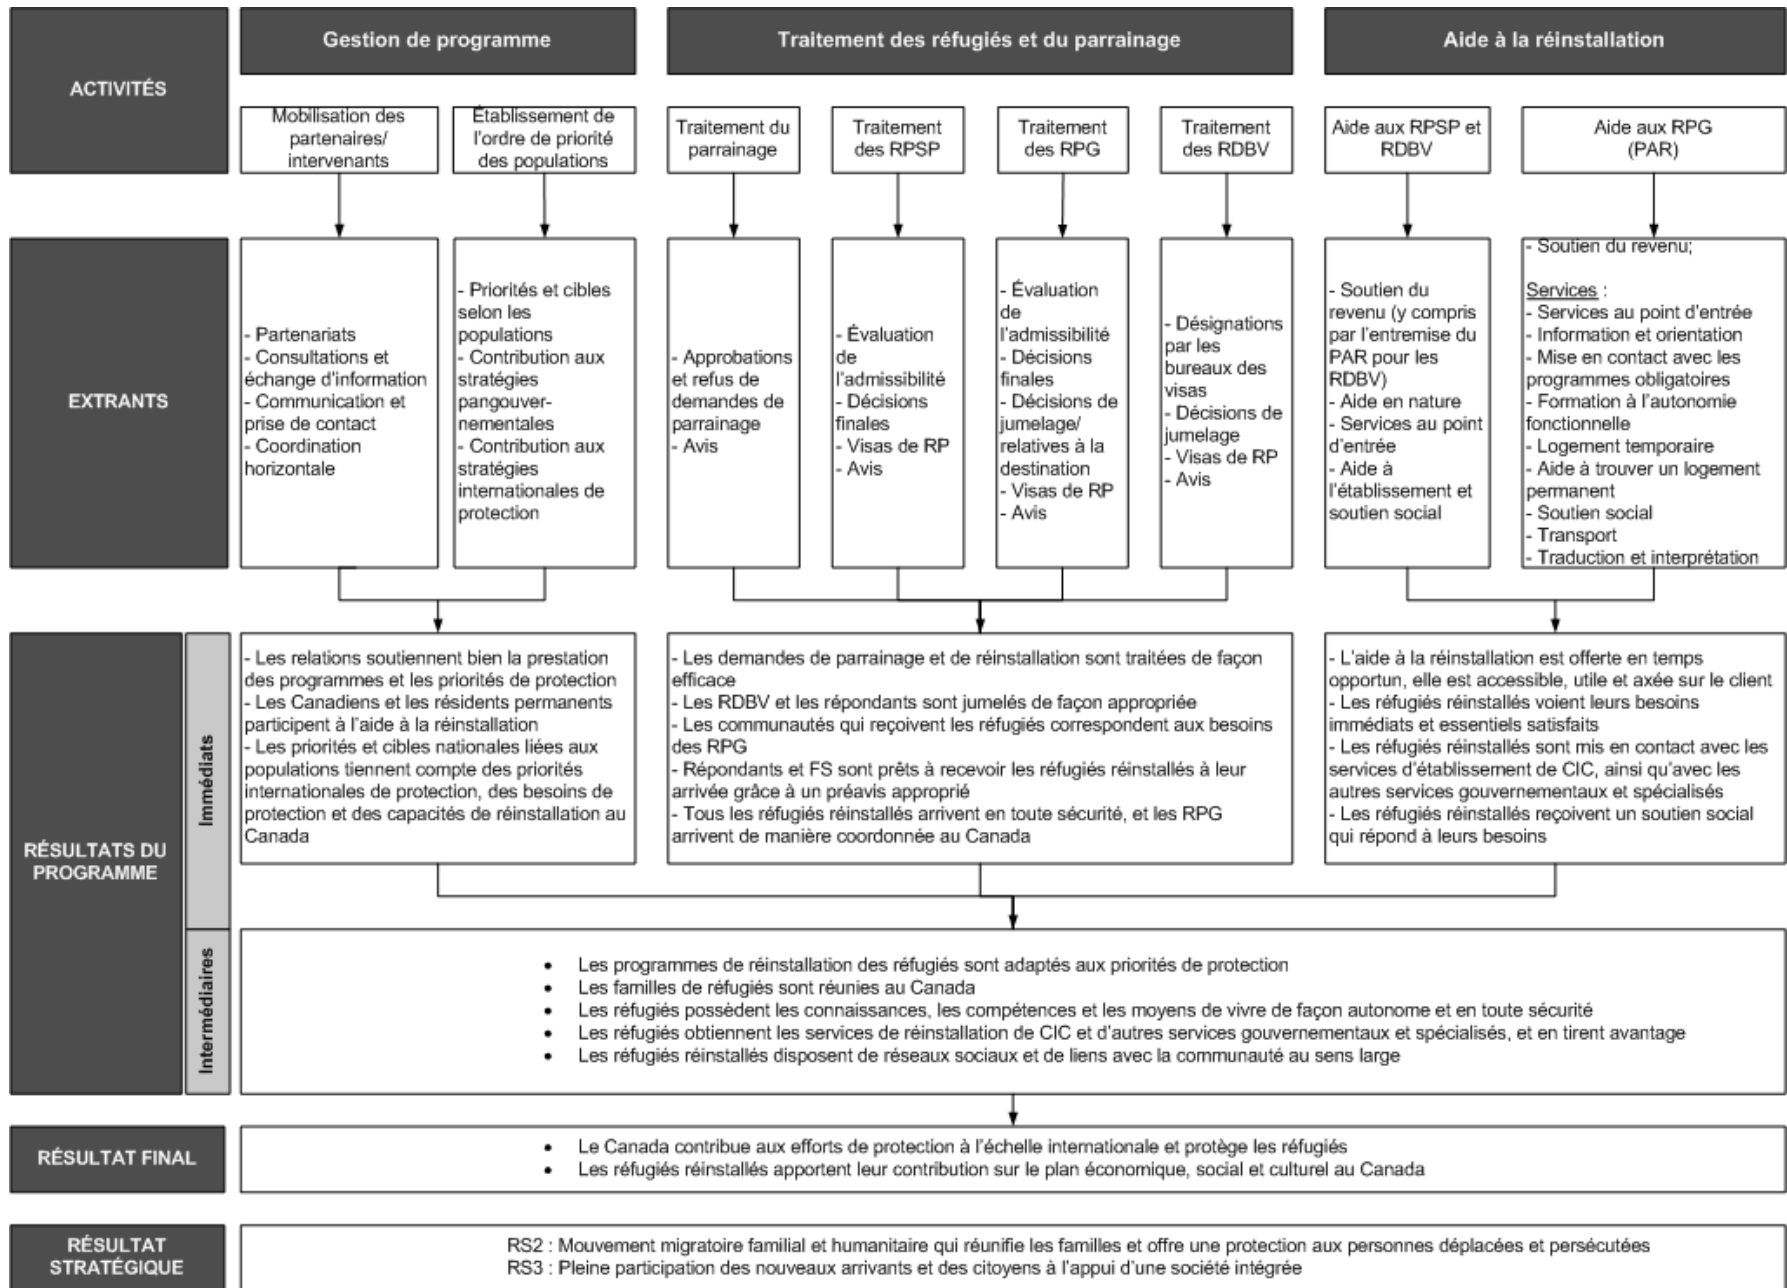 ACTIVITÉS
Gestion de programme
Traitement des réfugiés et du parrainage
Aide à la réinstallation
Mobilisation des
partenaires/
intervenants
Établissement de
l'ordre de priorité
des populations
Traitement du
parrainage
Traitement
des RPSP
Traitement
des RPG
Traitement
des RDBV
Aide aux RPSP et
RDBV
Aide aux RPG
(PAR)
EXTRANTS
- Partenariats
- Consultations et
échange d'information
- Communication et
prise de contact
- Coordination
horizontale
- Priorités et cibles
selon les
populations
- Contribution aux
stratégies
pangouver-
nementales
- Contribution aux
stratégies
internationales de
protection
- Approbations
et refus de
demandes de
parrainage
- Avis
- Évaluation
de
l'admissibilité
- Décisions
finales
- Visas de RP
- Avis
- Évaluation
de
l'admissibilité
- Décisions
finales
- Décisions de
jumelage/
relatives à la
destination
- Visas de RP
- Avis
- Désignations
par les
bureaux des
visas
- Décisions de
jumelage
- Visas de RP
- Avis
- Soutien du
revenu (y compris
par l'entremise du
PAR pour les
RDBV)
- Aide en nature
- Services au point
d'entrée
- Aide à
l'établissement et
soutien social
- Soutien du revenu;
Services :
- Services au point d'entrée
- Information et orientation
- Mise en contact avec les
programmes obligatoires
- Formation à l'autonomie
fonctionnelle
- Logement temporaire
- Aide à trouver un logement
permanent
- Soutien social
- Transport
- Traduction et interprétation
RÉSULTATS DU
PROGRAMME
Immédiats
- Les relations soutiennent bien la prestation
des programmes et les priorités de protection
- Les Canadiens et les résidents permanents
participent à l'aide à la réinstallation
- Les priorités et cibles nationales liées aux
populations tiennent compte des priorités
internationales de protection, des besoins de
protection et des capacités de réinstallation au
Canada
- Les demandes de parrainage et de réinstallation sont traitées de façon
efficace
- Les RDBV et les répondants sont jumelés de façon appropriée
- Les communautés qui reçoivent les réfugiés correspondent aux besoins
des RPG
- Répondants et FS sont prêts à recevoir les réfugiés réinstallés à leur
arrivée grâce à un préavis approprié
- Tous les réfugiés réinstallés arrivent en toute sécurité, et les RPG
arrivent de manière coordonnée au Canada
- L'aide à la réinstallation est offerte en temps
opportun, elle est accessible, utile et axée sur le client
- Les réfugiés réinstallés voient leurs besoins
immédiats et essentiels satisfaits
- Les réfugiés réinstallés sont mis en contact avec les
services d'établissement de CIC, ainsi qu'avec les
autres services gouvernementaux et spécialisés
- Les réfugiés réinstallés reçoivent un soutien social
qui répond à leurs besoins
Intermédiaires
• Les programmes de réinstallation des réfugiés sont adaptés aux priorités de protection
• Les familles de réfugiés sont réunies au Canada
• Les réfugiés possèdent les connaissances, les compétences et les moyens de vivre de façon autonome et en toute sécurité
• Les réfugiés obtiennent les services de réinstallation de CIC et d'autres services gouvernementaux et spécialisés, et en tirent avantage
• Les réfugiés réinstallés disposent de réseaux sociaux et de liens avec la communauté au sens large
RÉSULTAT FINAL
• Le Canada contribue aux efforts de protection à l'échelle internationale et protège les réfugiés
• Les réfugiés réinstallés apportent leur contribution sur le plan économique, social et culturel au Canada
RÉSULTAT
STRATÉGIQUE
RS2 : Mouvement migratoire familial et humanitaire qui réunifie les familles et offre une protection aux personnes déplacées et persécutées
RS3 : Pleine participation des nouveaux arrivants et des citoyens à l'appui d'une société intégrée